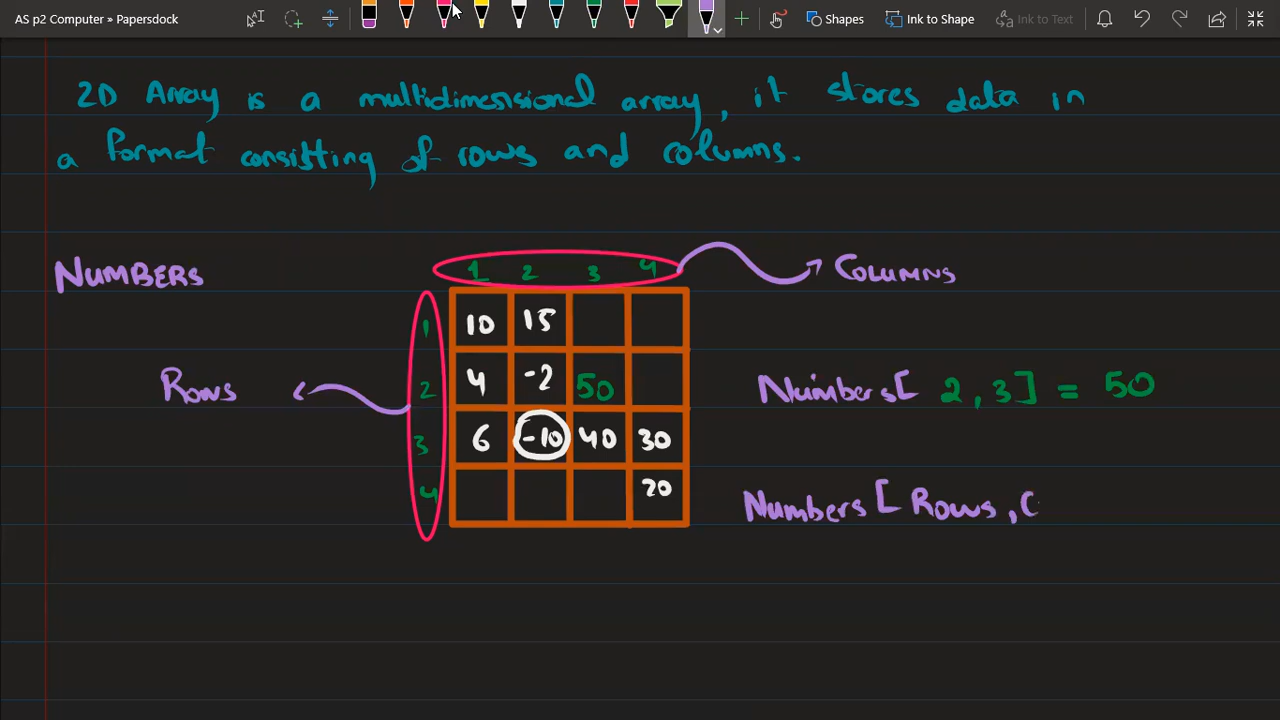 AS p2 Computer » Papersdock
Shapes
Ink to Shape
Ink to Text
2D Array is a multidimensional array, it stores data in
a format consisting of rows and columns.
NUMBERS
1 2 3 4
COLUMNS
1 10 15
Rows
2 4 -2 50
Numbers[ 2, 3] = 50
3 6 -10 40 30
4 20
Numbers [ Rows, C